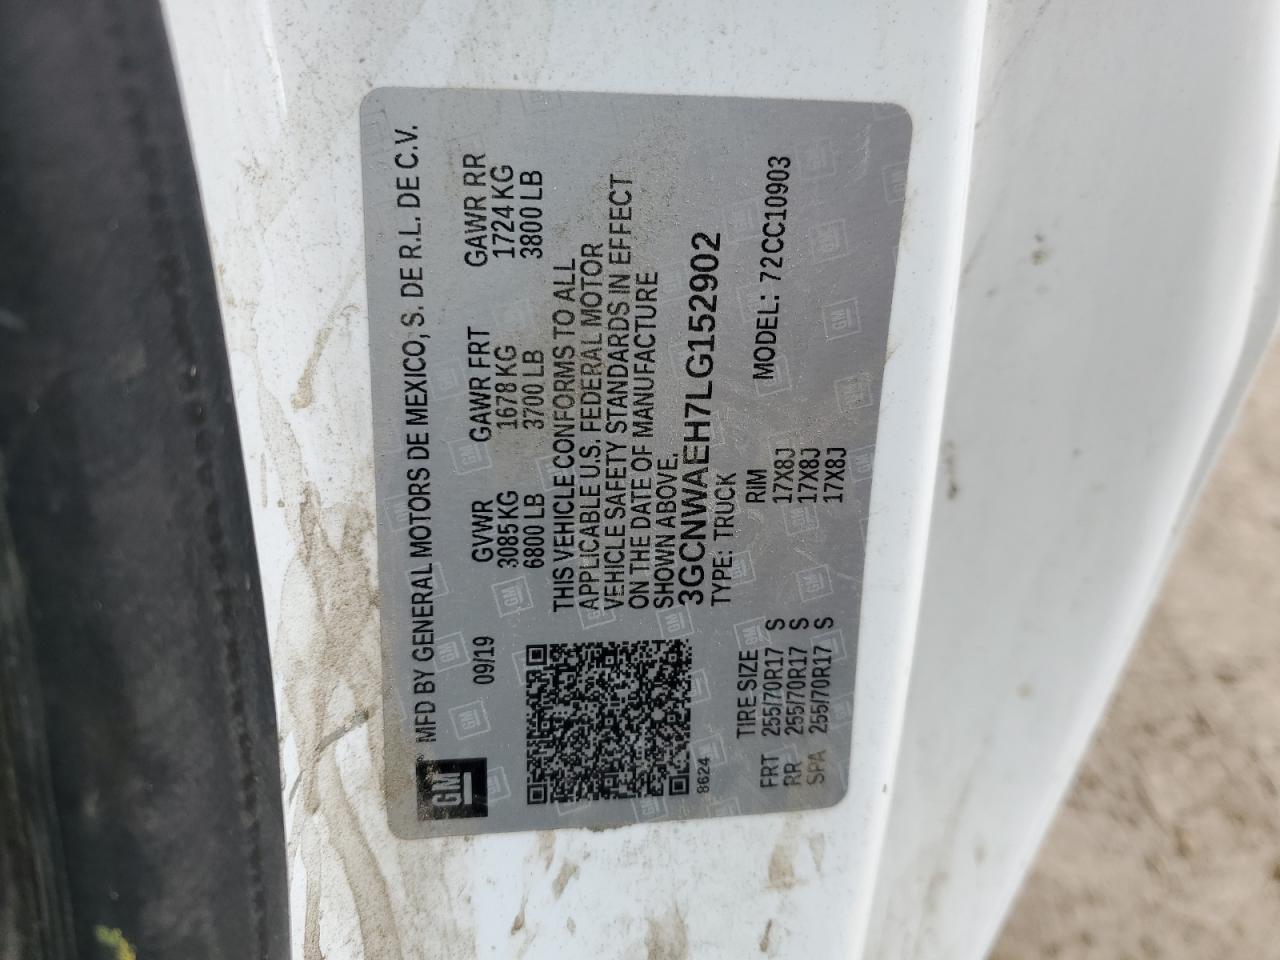 GM MFD BY GENERAL MOTORS DE MEXICO, S. DE R.L. DE C.V.
09/19
GVWR GAWR FRT GAWR RR
3085 KG 1678 KG 1724 KG
6800 LB 3700 LB 3800 LB
THIS VEHICLE CONFORMS TO ALL
APPLICABLE U.S. FEDERAL MOTOR
VEHICLE SAFETY STANDARDS IN EFFECT
ON THE DATE OF MANUFACTURE
SHOWN ABOVE.
3GCNWAEH7LG152902
8624
TYPE: TRUCK
TIRE SIZE RIM MODEL: 72CC10903
FRT 255/70R17 S 17X8J
RR 255/70R17 S 17X8J
SPA 255/70R17 S 17X8J